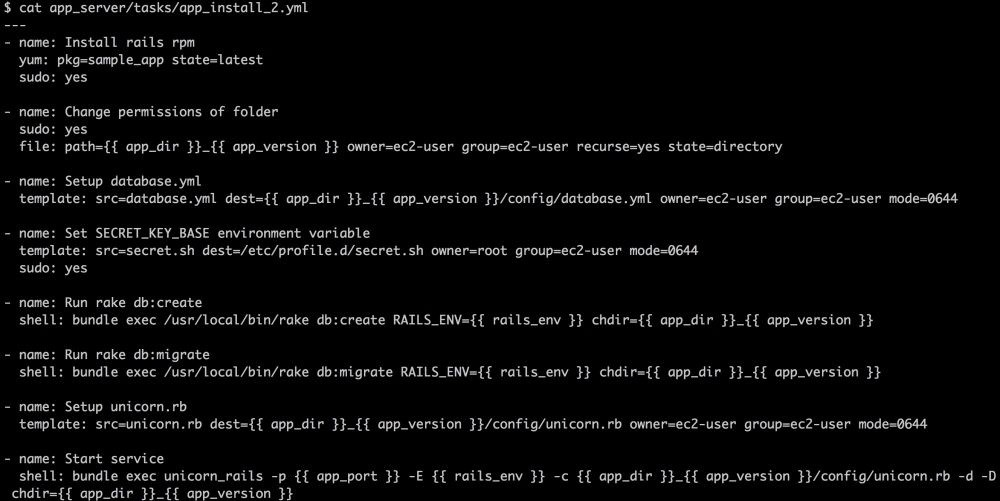 $ cat app_server/tasks/app_install_2.yml
---
- name: Install rails rpm
  yum: pkg=sample_app state=latest
  sudo: yes

- name: Change permissions of folder
  sudo: yes
  file: path={{ app_dir }}_{{ app_version }} owner=ec2-user group=ec2-user recurse=yes state=directory

- name: Setup database.yml
  template: src=database.yml dest={{ app_dir }}_{{ app_version }}/config/database.yml owner=ec2-user group=ec2-user mode=0644

- name: Set SECRET_KEY_BASE environment variable
  template: src=secret.sh dest=/etc/profile.d/secret.sh owner=root group=ec2-user mode=0644
  sudo: yes

- name: Run rake db:create
  shell: bundle exec /usr/local/bin/rake db:create RAILS_ENV={{ rails_env }} chdir={{ app_dir }}_{{ app_version }}

- name: Run rake db:migrate
  shell: bundle exec /usr/local/bin/rake db:migrate RAILS_ENV={{ rails_env }} chdir={{ app_dir }}_{{ app_version }}

- name: Setup unicorn.rb
  template: src=unicorn.rb dest={{ app_dir }}_{{ app_version }}/config/unicorn.rb owner=ec2-user group=ec2-user mode=0644

- name: Start service
  shell: bundle exec unicorn_rails -p {{ app_port }} -E {{ rails_env }} -c {{ app_dir }}_{{ app_version }}/config/unicorn.rb -d -D
 chdir={{ app_dir }}_{{ app_version }}